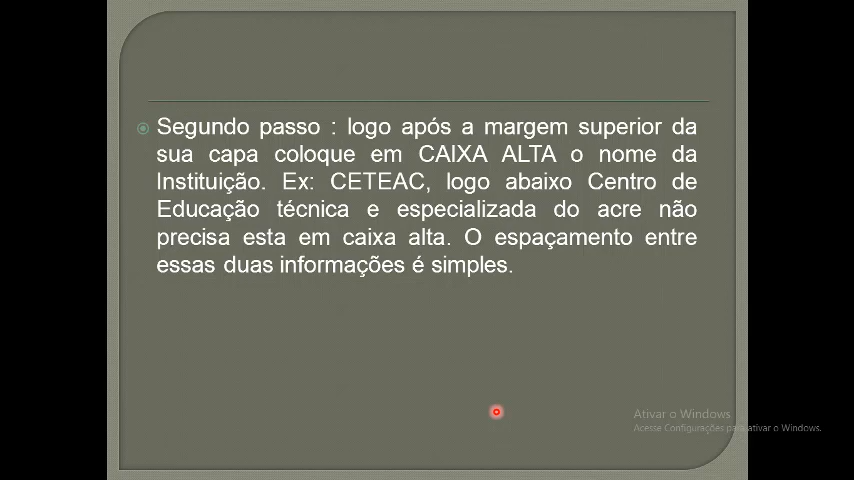 Segundo passo : logo após a margem superior da
sua capa coloque em CAIXA ALTA o nome da
Instituição. Ex: CETEAC, logo abaixo Centro de
Educação técnica e especializada do acre não
precisa esta em caixa alta. O espaçamento entre
essas duas informações é simples.
Ativar o Windows
Acesse Configurações para ativar o Windows.